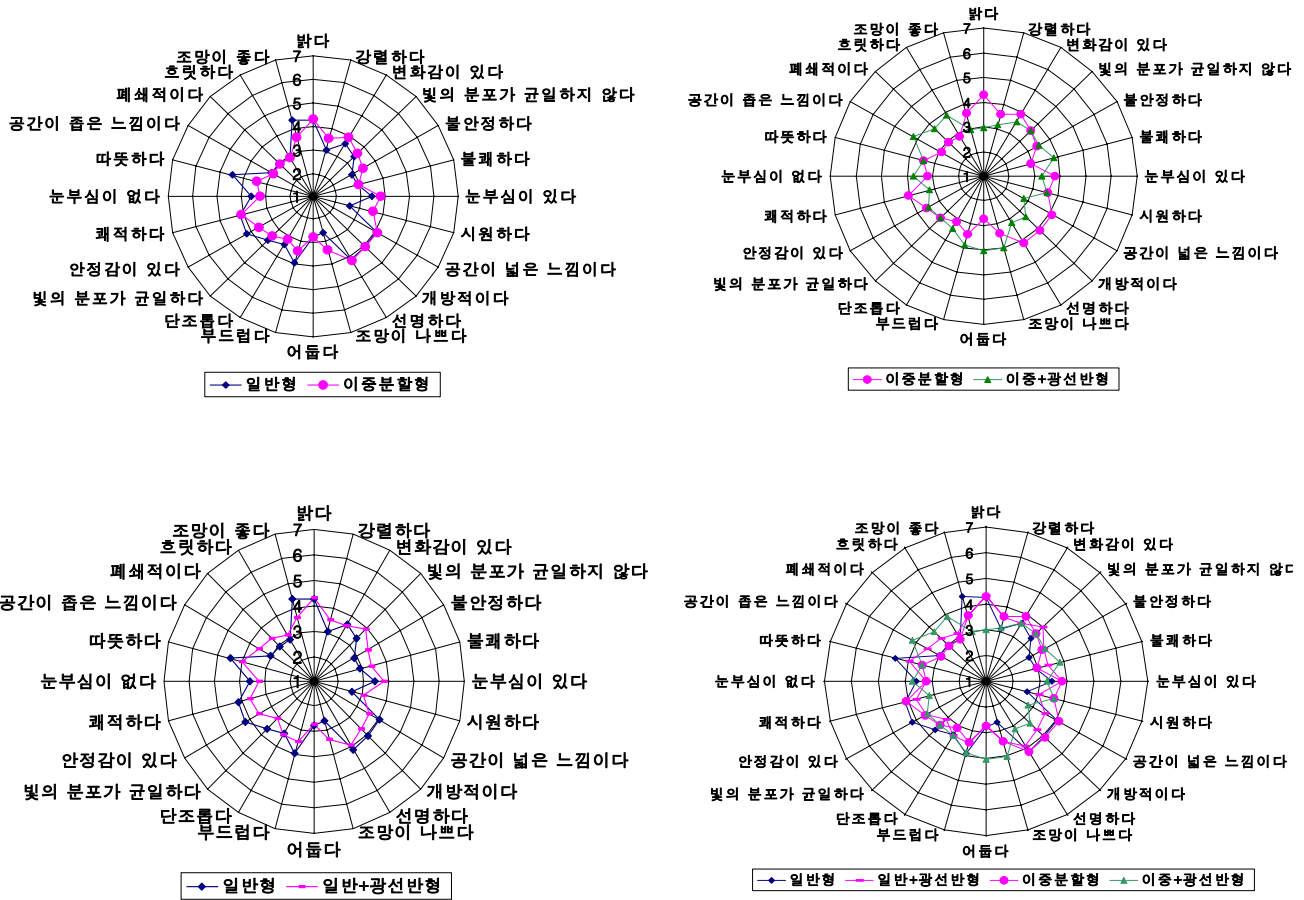 밝다
강렬하다
변화감이 있다
빛의 분포가 균일하지 않다
불안정하다
불쾌하다
눈부심이 있다
시원하다
공간이 넓은 느낌이다
개방적이다
선명하다
조망이 나쁘다
어둡다
부드럽다
단조롭다
빛의 분포가 균일하다
안정감이 있다
쾌적하다
눈부심이 없다
따뜻하다
공간이 좁은 느낌이다
폐쇄적이다
흐릿하다
조망이 좋다
7
6
5
4
3
2
1
일반형 이중분할형
밝다
강렬하다
변화감이 있다
빛의 분포가 균일하지 않다
불안정하다
불쾌하다
눈부심이 있다
시원하다
공간이 넓은 느낌이다
개방적이다
선명하다
조망이 나쁘다
어둡다
부드럽다
단조롭다
빛의 분포가 균일하다
안정감이 있다
쾌적하다
눈부심이 없다
따뜻하다
공간이 좁은 느낌이다
폐쇄적이다
흐릿하다
조망이 좋다
7
6
5
4
3
2
1
이중분할형 이중+광선반형
밝다
강렬하다
변화감이 있다
빛의 분포가 균일하지 않다
불안정하다
불쾌하다
눈부심이 있다
시원하다
공간이 넓은 느낌이다
개방적이다
선명하다
조망이 나쁘다
어둡다
부드럽다
단조롭다
빛의 분포가 균일하다
안정감이 있다
쾌적하다
눈부심이 없다
따뜻하다
공간이 좁은 느낌이다
폐쇄적이다
흐릿하다
조망이 좋다
7
6
5
4
3
2
1
일반형 일반+광선반형
밝다
강렬하다
변화감이 있다
빛의 분포가 균일하지 않다
불안정하다
불쾌하다
눈부심이 있다
시원하다
공간이 넓은 느낌이다
개방적이다
선명하다
조망이 나쁘다
어둡다
부드럽다
단조롭다
빛의 분포가 균일하다
안정감이 있다
쾌적하다
눈부심이 없다
따뜻하다
공간이 좁은 느낌이다
폐쇄적이다
흐릿하다
조망이 좋다
7
6
5
4
3
2
1
일반형 일반+광선반형 이중분할형 이중+광선반형